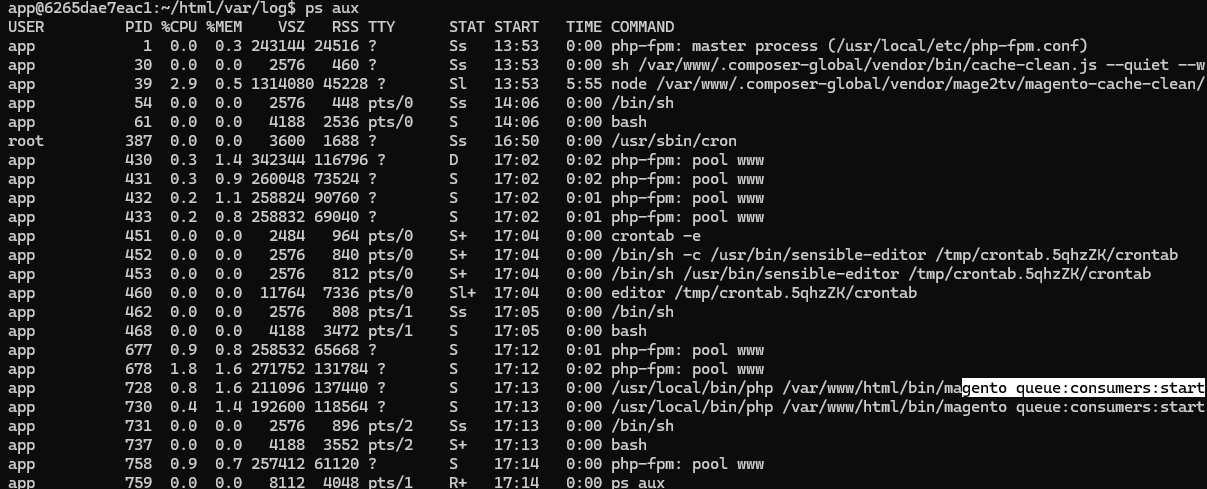 app@6265dae7eac1:~/html/var/log$ ps aux
USER         PID %CPU %MEM    VSZ   RSS TTY      STAT START   TIME COMMAND
app            1  0.0  0.3 243144 24516 ?        Ss   13:53   0:00 php-fpm: master process (/usr/local/etc/php-fpm.conf)
app           30  0.0  0.0   2576   460 ?        Ss   13:53   0:00 sh /var/www/.composer-global/vendor/bin/cache-clean.js --quiet --w
app           39  2.9  0.5 1314080 45228 ?       Sl   13:53   5:55 node /var/www/.composer-global/vendor/mage2tv/magento-cache-clean/
app           54  0.0  0.0   2576   448 pts/0    Ss   14:06   0:00 /bin/sh
app           61  0.0  0.0   4188  2536 pts/0    S    14:06   0:00 bash
root         387  0.0  0.0   3600  1688 ?        Ss   16:50   0:00 /usr/sbin/cron
app          430  0.3  1.4 342344 116796 ?       D    17:02   0:02 php-fpm: pool www
app          431  0.3  0.9 260048 73524 ?        S    17:02   0:02 php-fpm: pool www
app          432  0.2  1.1 258824 90760 ?        S    17:02   0:01 php-fpm: pool www
app          433  0.2  0.8 258832 69040 ?        S    17:02   0:01 php-fpm: pool www
app          451  0.0  0.0   2484   964 pts/0    S+   17:04   0:00 crontab -e
app          452  0.0  0.0   2576   840 pts/0    S+   17:04   0:00 /bin/sh -c /usr/bin/sensible-editor /tmp/crontab.5qhzZK/crontab
app          453  0.0  0.0   2576   812 pts/0    S+   17:04   0:00 /bin/sh /usr/bin/sensible-editor /tmp/crontab.5qhzZK/crontab
app          460  0.0  0.0  11764  7336 pts/0    Sl+  17:04   0:00 editor /tmp/crontab.5qhzZK/crontab
app          462  0.0  0.0   2576   808 pts/1    Ss   17:05   0:00 /bin/sh
app          468  0.0  0.0   4188  3472 pts/1    S    17:05   0:00 bash
app          677  0.9  0.8 258532 65668 ?        S    17:12   0:01 php-fpm: pool www
app          678  1.8  1.6 271752 131784 ?       S    17:12   0:02 php-fpm: pool www
app          728  0.8  1.6 211096 137440 ?       S    17:13   0:00 /usr/local/bin/php /var/www/html/bin/magento queue:consumers:start
app          730  0.4  1.4 192600 118564 ?       S    17:13   0:00 /usr/local/bin/php /var/www/html/bin/magento queue:consumers:start
app          731  0.0  0.0   2576   896 pts/2    Ss   17:13   0:00 /bin/sh
app          737  0.0  0.0   4188  3552 pts/2    S+   17:13   0:00 bash
app          758  0.9  0.7 257412 61120 ?        S    17:14   0:00 php-fpm: pool www
app          759  0.0  0.0   8112  4048 pts/1    R+   17:14   0:00 ps aux